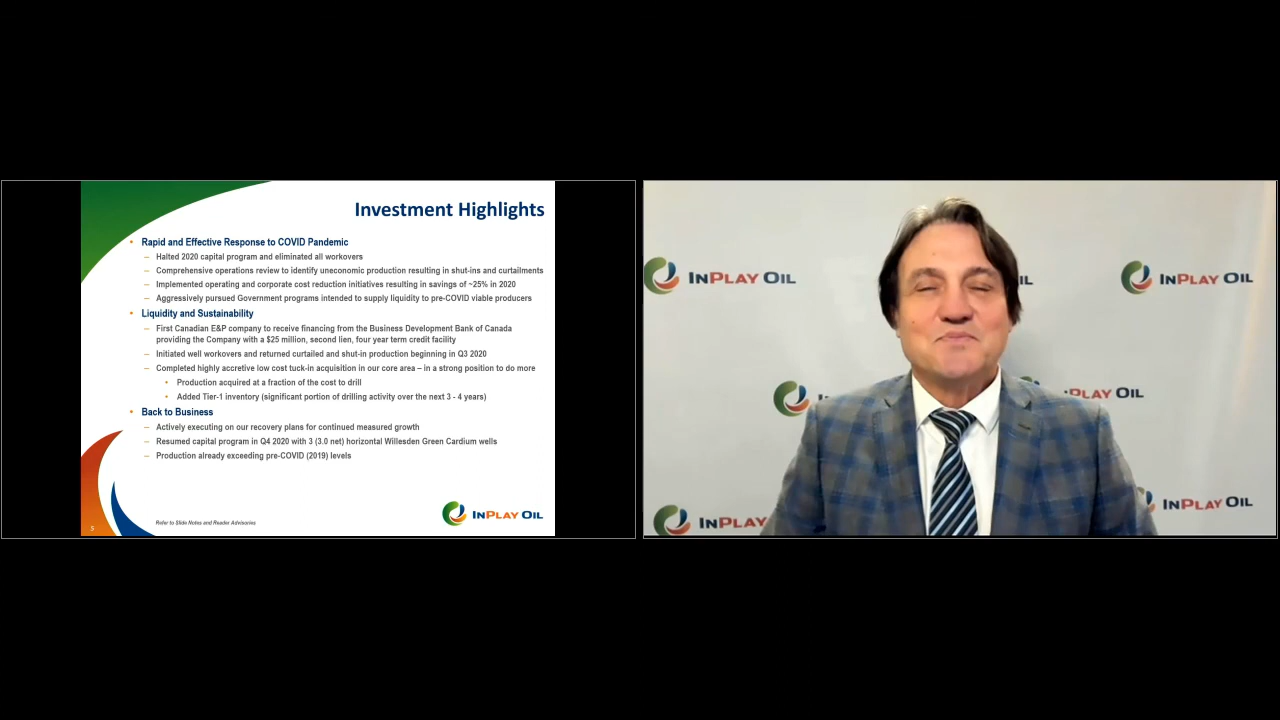 Investment Highlights
• Rapid and Effective Response to COVID Pandemic
– Halted 2020 capital program and eliminated all workovers
– Comprehensive operations review to identify uneconomic production resulting in shut-ins and curtailments
– Implemented operating and corporate cost reduction initiatives resulting in savings of ~25% in 2020
– Aggressively pursued Government programs intended to supply liquidity to pre-COVID viable producers
• Liquidity and Sustainability
– First Canadian E&P company to receive financing from the Business Development Bank of Canada
providing the Company with a $25 million, second lien, four year term credit facility
– Initiated well workovers and returned curtailed and shut-in production beginning in Q3 2020
– Completed highly accretive low cost tuck-in acquisition in our core area – in a strong position to do more
• Production acquired at a fraction of the cost to drill
• Added Tier-1 inventory (significant portion of drilling activity over the next 3 - 4 years)
• Back to Business
– Actively executing on our recovery plans for continued measured growth
– Resumed capital program in Q4 2020 with 3 (3.0 net) horizontal Willesden Green Cardium wells
– Production already exceeding pre-COVID (2019) levels
5
Refer to Slide Notes and Reader Advisories
INPLAY OIL
INPLAY OIL
IL
INPLAY OIL
PLAY OIL
INPLAY
INPLAY OIL